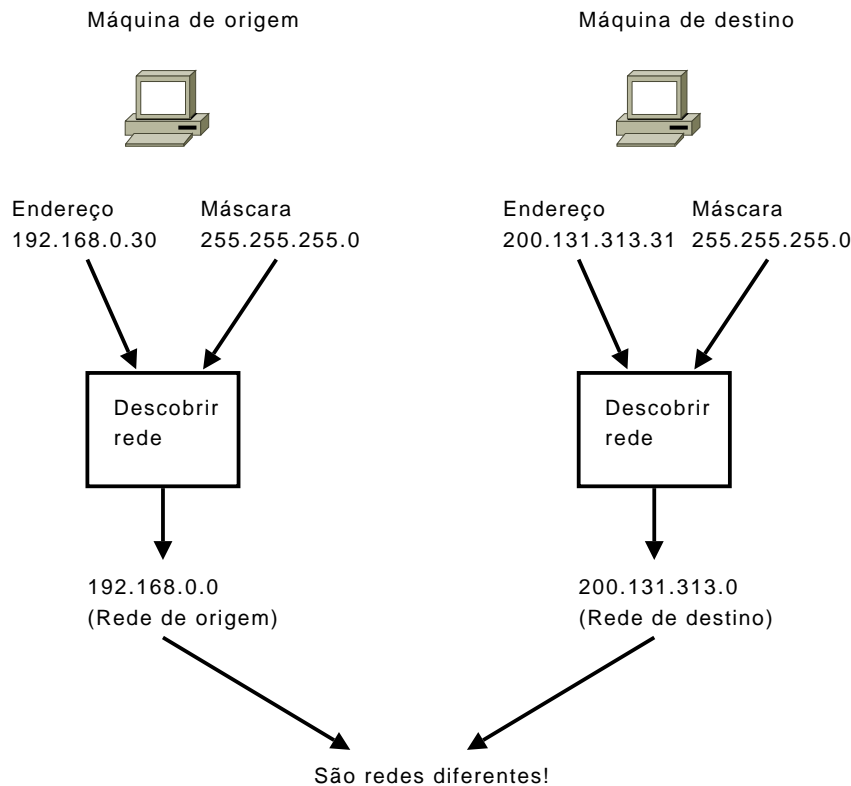 Máquina de origem
Máquina de destino
Endereço
Máscara
192.168.0.30
255.255.255.0
Endereço
Máscara
200.131.313.31
255.255.255.0
Descobrir
rede
Descobrir
rede
192.168.0.0
(Rede de origem)
200.131.313.0
(Rede de destino)
São redes diferentes!